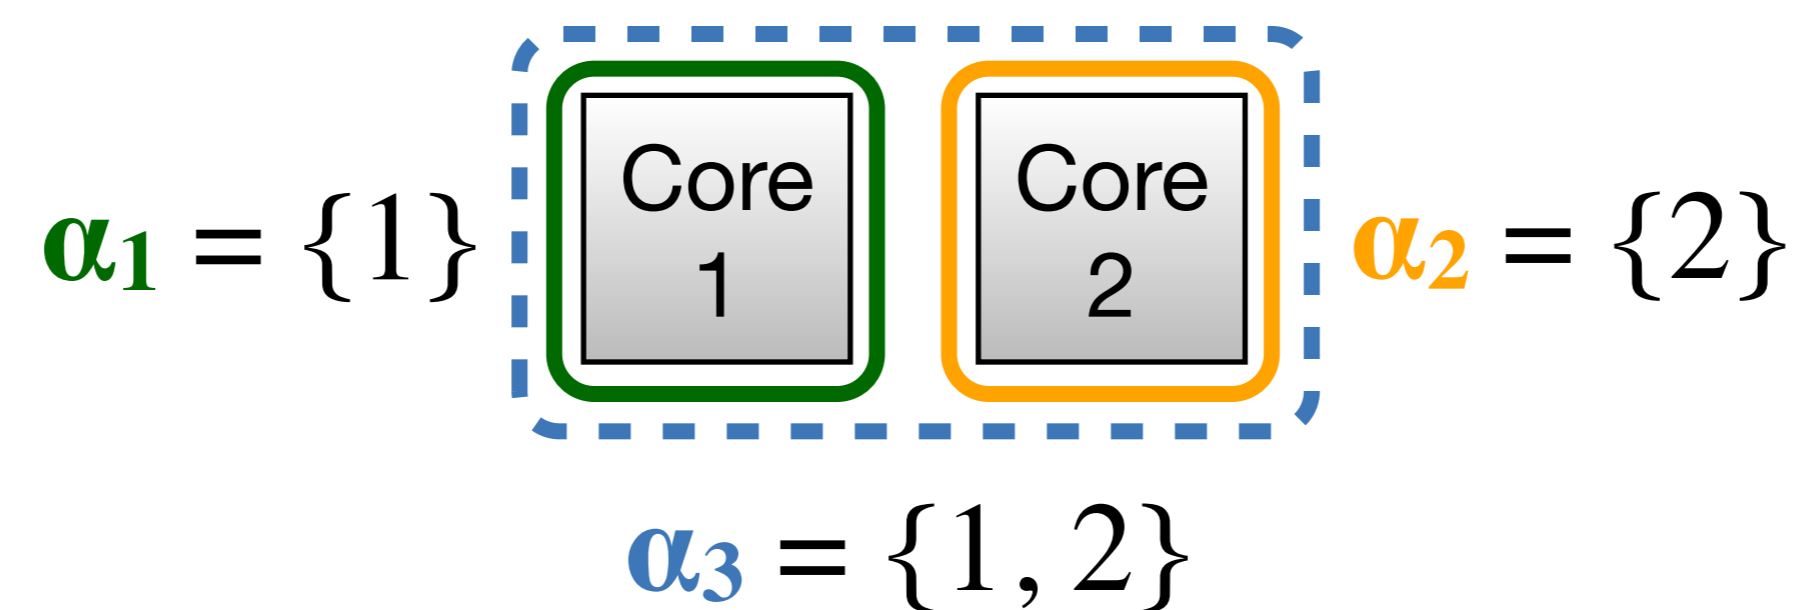 Core
1
Core
2
α1 = {1}
α2 = {2}
α3 = {1, 2}